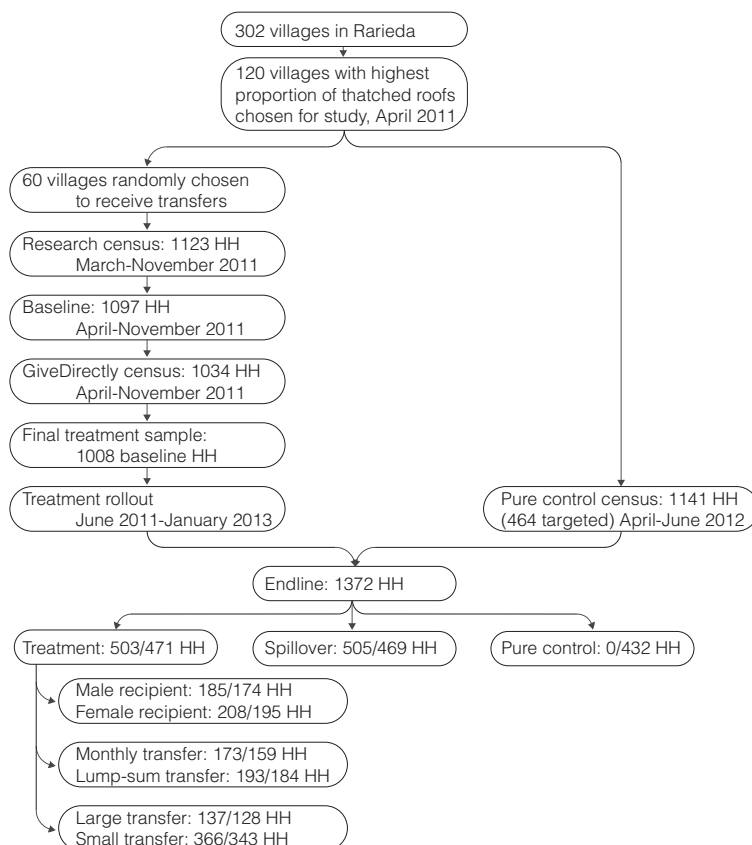 302 villages in Rarieda
120 villages with highest
proportion of thatched roofs
chosen for study, April 2011
60 villages randomly chosen
to receive transfers
Research census: 1123 HH
March-November 2011
Baseline: 1097 HH
April-November 2011
GiveDirectly census: 1034 HH
April-November 2011
Final treatment sample:
1008 baseline HH
Treatment rollout
June 2011-January 2013
Pure control census: 1141 HH
(464 targeted) April-June 2012
Endline: 1372 HH
Treatment: 503/471 HH
Spillover: 505/469 HH
Pure control: 0/432 HH
Male recipient: 185/174 HH
Female recipient: 208/195 HH
Monthly transfer: 173/159 HH
Lump-sum transfer: 193/184 HH
Large transfer: 137/128 HH
Small transfer: 366/343 HH